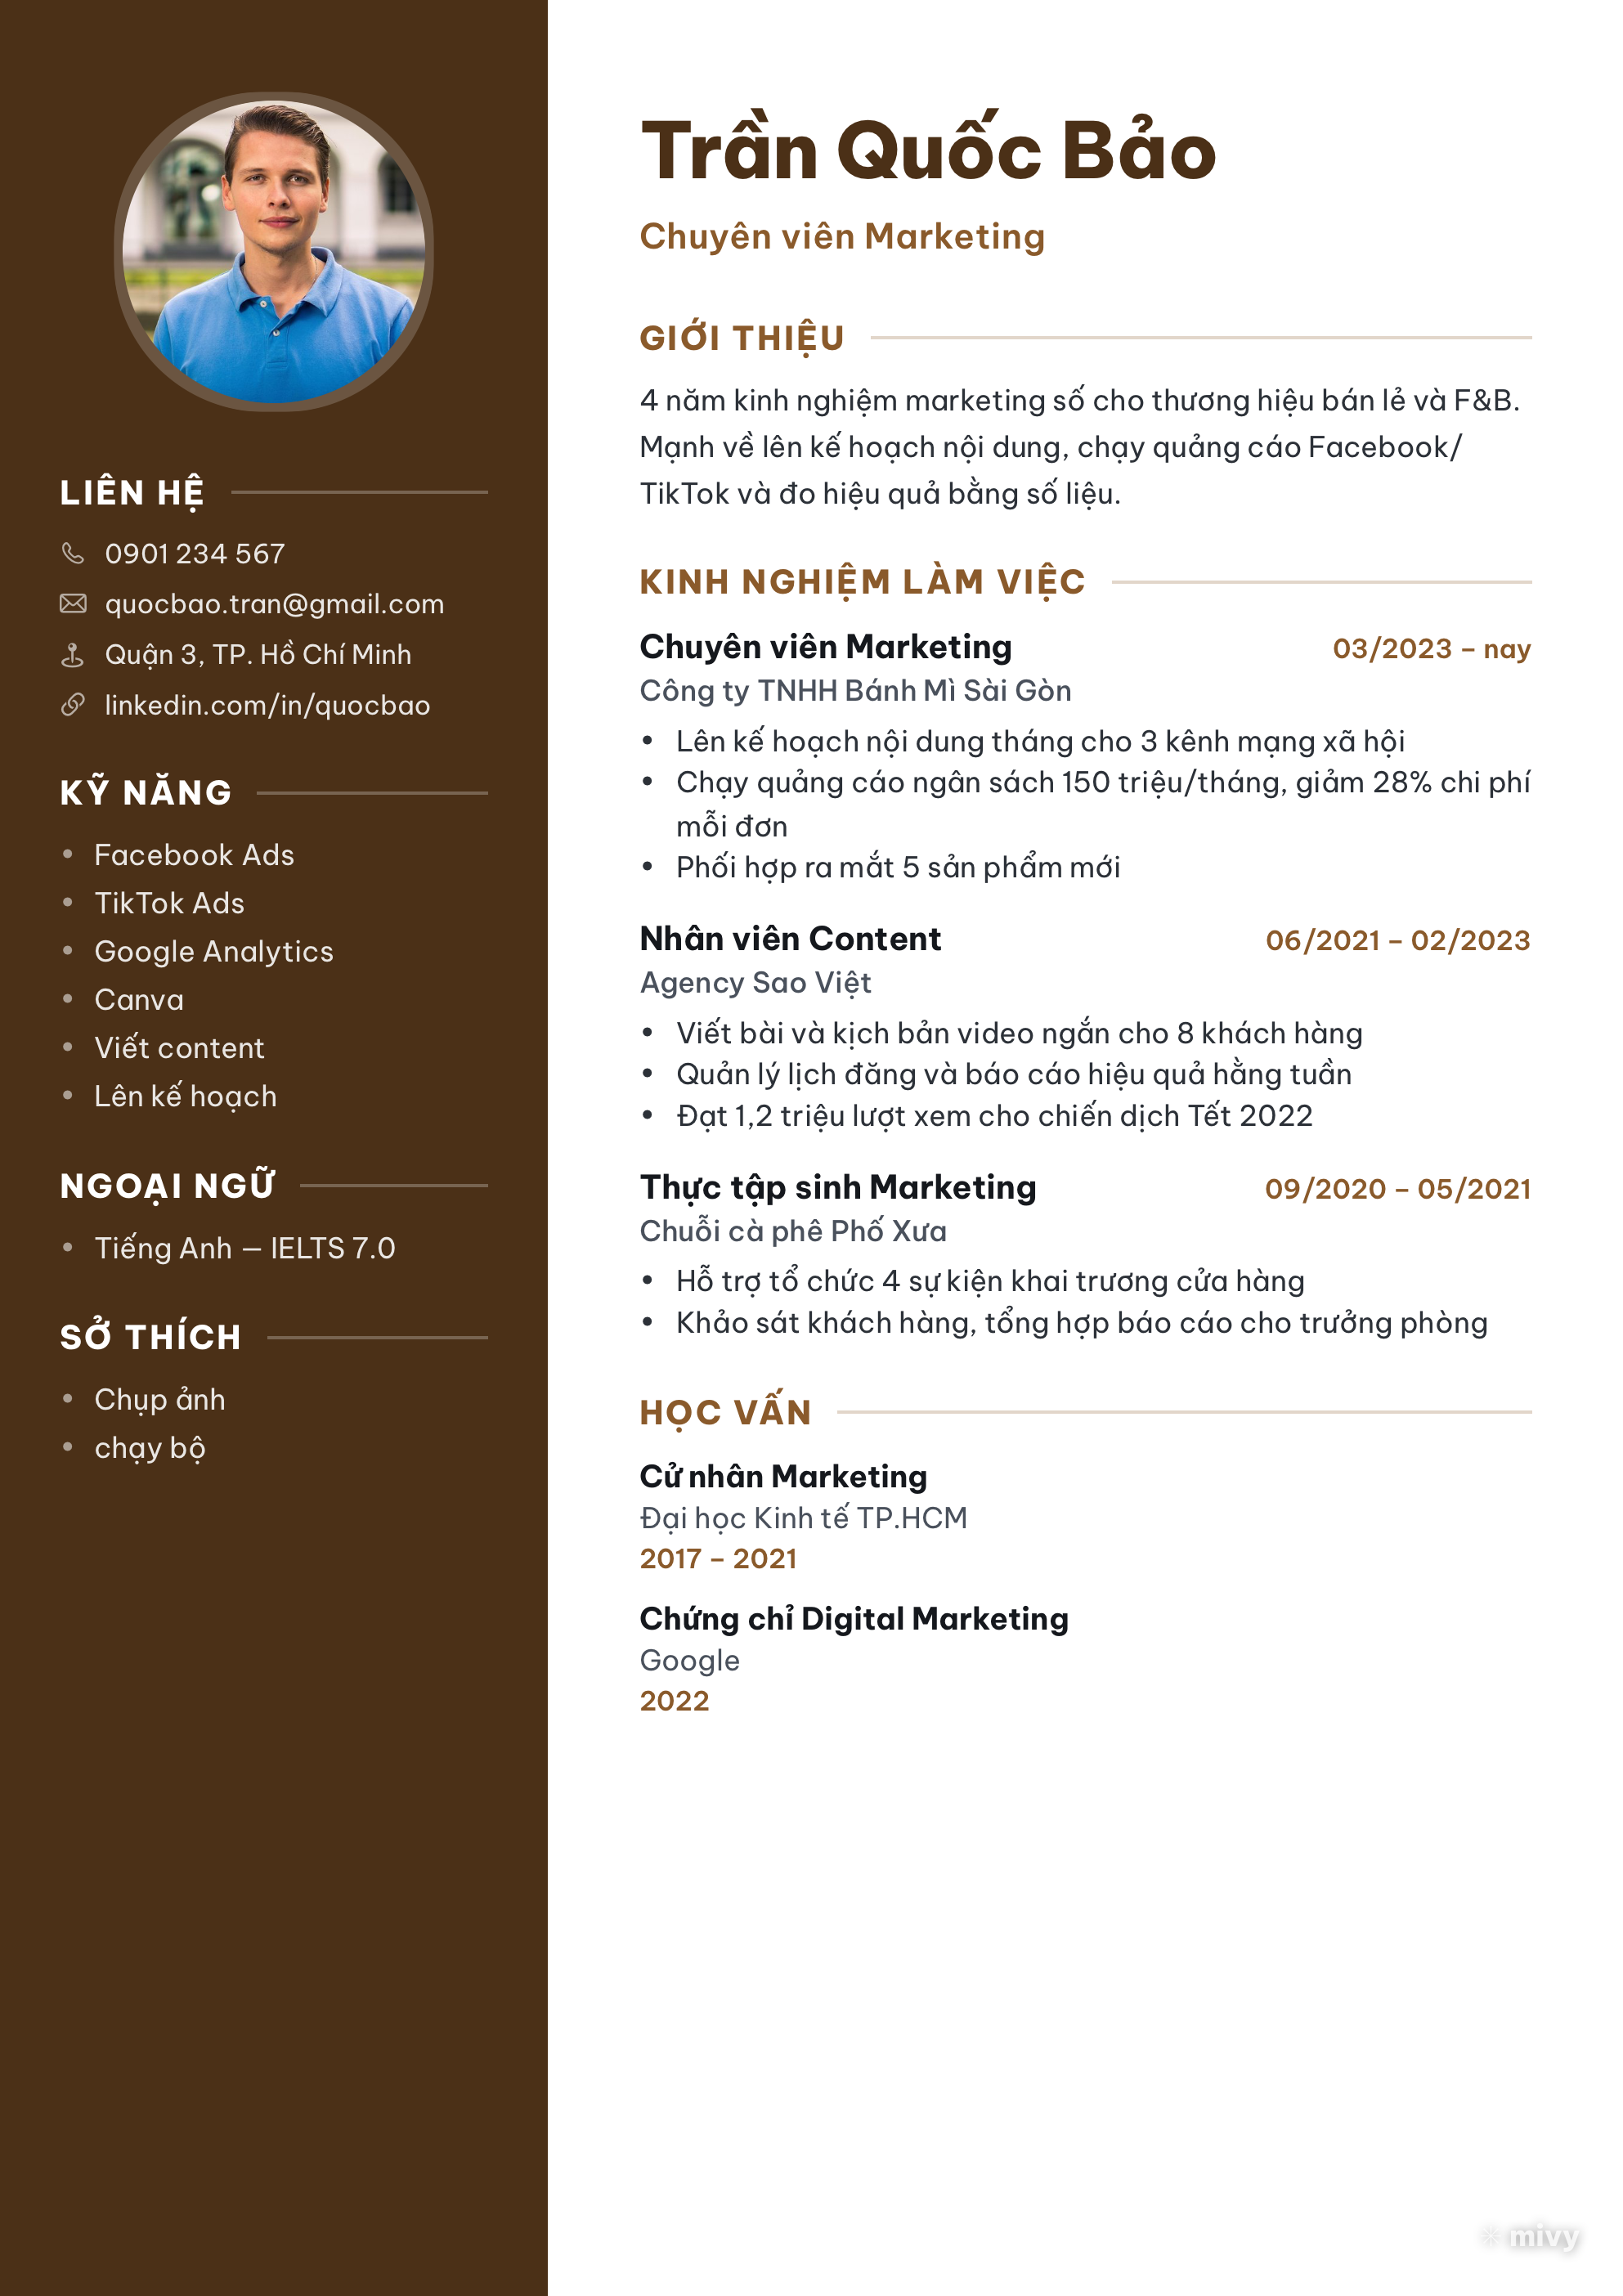 LIÊN HỆ
0901 234 567
quocbao.tran@gmail.com
Quận 3, TP. Hồ Chí Minh
linkedin.com/in/quocbao
KỸ NĂNG
Facebook Ads
TikTok Ads
Google Analytics
Canva
Viết content
Lên kế hoạch
NGOẠI NGỮ
Tiếng Anh — IELTS 7.0
SỞ THÍCH
Chụp ảnh
chạy bộ
Trần Quốc Bảo
Chuyên viên Marketing
GIỚI THIỆU
4 năm kinh nghiệm marketing số cho thương hiệu bán lẻ và F&B.
Mạnh về lên kế hoạch nội dung, chạy quảng cáo Facebook/
TikTok và đo hiệu quả bằng số liệu.
KINH NGHIỆM LÀM VIỆC
Chuyên viên Marketing 03/2023 – nay
Công ty TNHH Bánh Mì Sài Gòn
• Lên kế hoạch nội dung tháng cho 3 kênh mạng xã hội
• Chạy quảng cáo ngân sách 150 triệu/tháng, giảm 28% chi phí
mỗi đơn
• Phối hợp ra mắt 5 sản phẩm mới
Nhân viên Content 06/2021 – 02/2023
Agency Sao Việt
• Viết bài và kịch bản video ngắn cho 8 khách hàng
• Quản lý lịch đăng và báo cáo hiệu quả hằng tuần
• Đạt 1,2 triệu lượt xem cho chiến dịch Tết 2022
Thực tập sinh Marketing 09/2020 – 05/2021
Chuỗi cà phê Phố Xưa
• Hỗ trợ tổ chức 4 sự kiện khai trương cửa hàng
• Khảo sát khách hàng, tổng hợp báo cáo cho trưởng phòng
HỌC VẤN
Cử nhân Marketing
Đại học Kinh tế TP.HCM
2017 – 2021
Chứng chỉ Digital Marketing
Google
2022
mivy